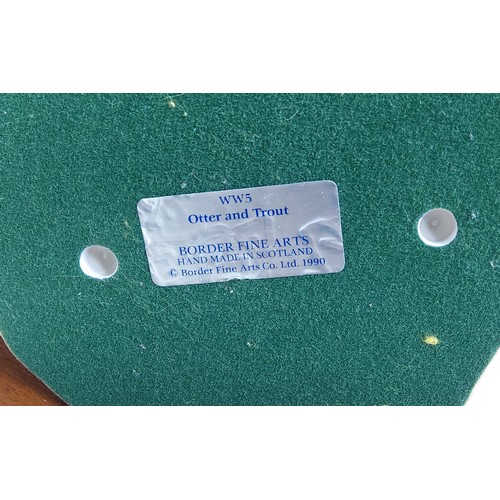 WW5
Otter and Trout
BORDER FINE ARTS
HAND MADE IN SCOTLAND
© Border Fine Arts Co. Ltd. 1990